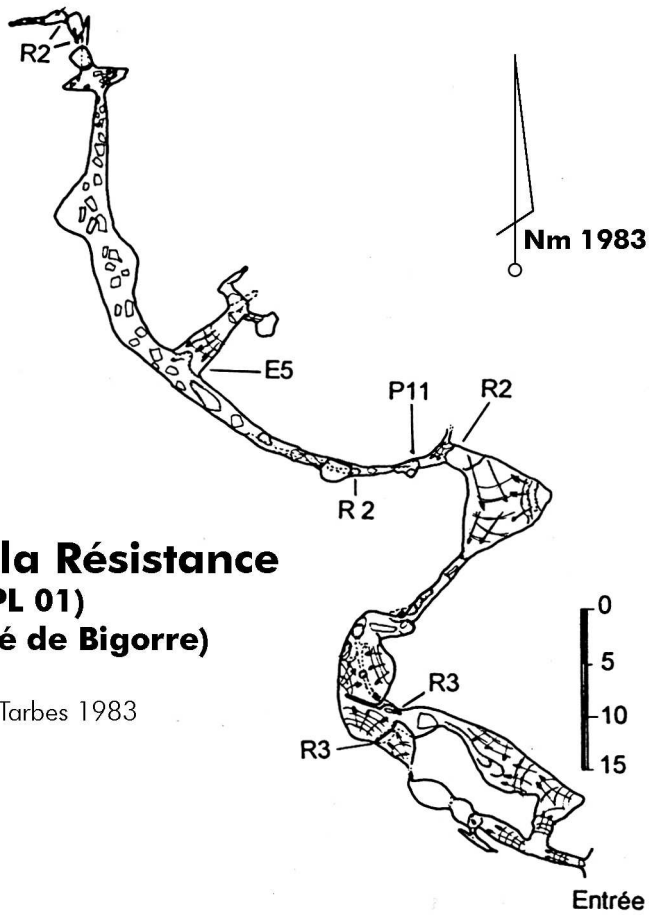 R2
Nm 1983
E5
P11
R2
R 2
la Résistance
PL 01)
é de Bigorre)
Tarbes 1983
0
5
10
15
R3
R3
Entrée